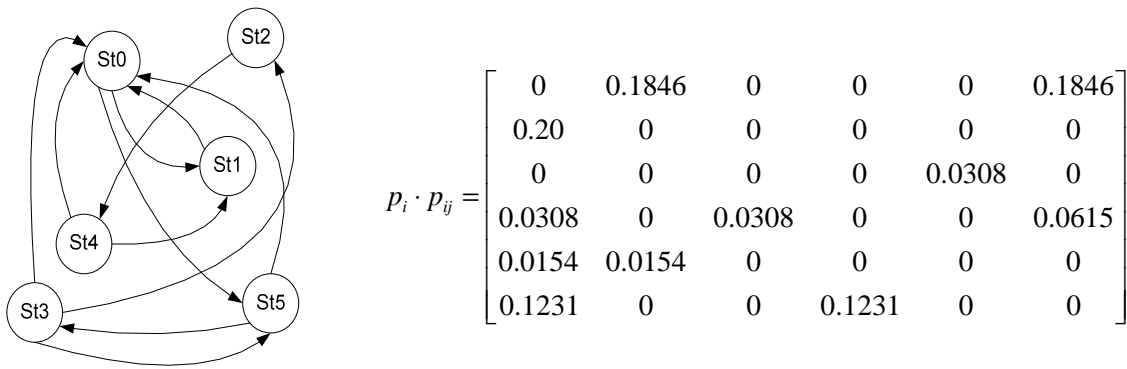 St0
St2
St1
St4
St3
St5
p_i · p_ij =
0 0.1846 0 0 0 0.1846
0.20 0 0 0 0 0
0 0 0 0 0.0308 0
0.0308 0 0.0308 0 0 0.0615
0.0154 0.0154 0 0 0 0
0.1231 0 0 0.1231 0 0